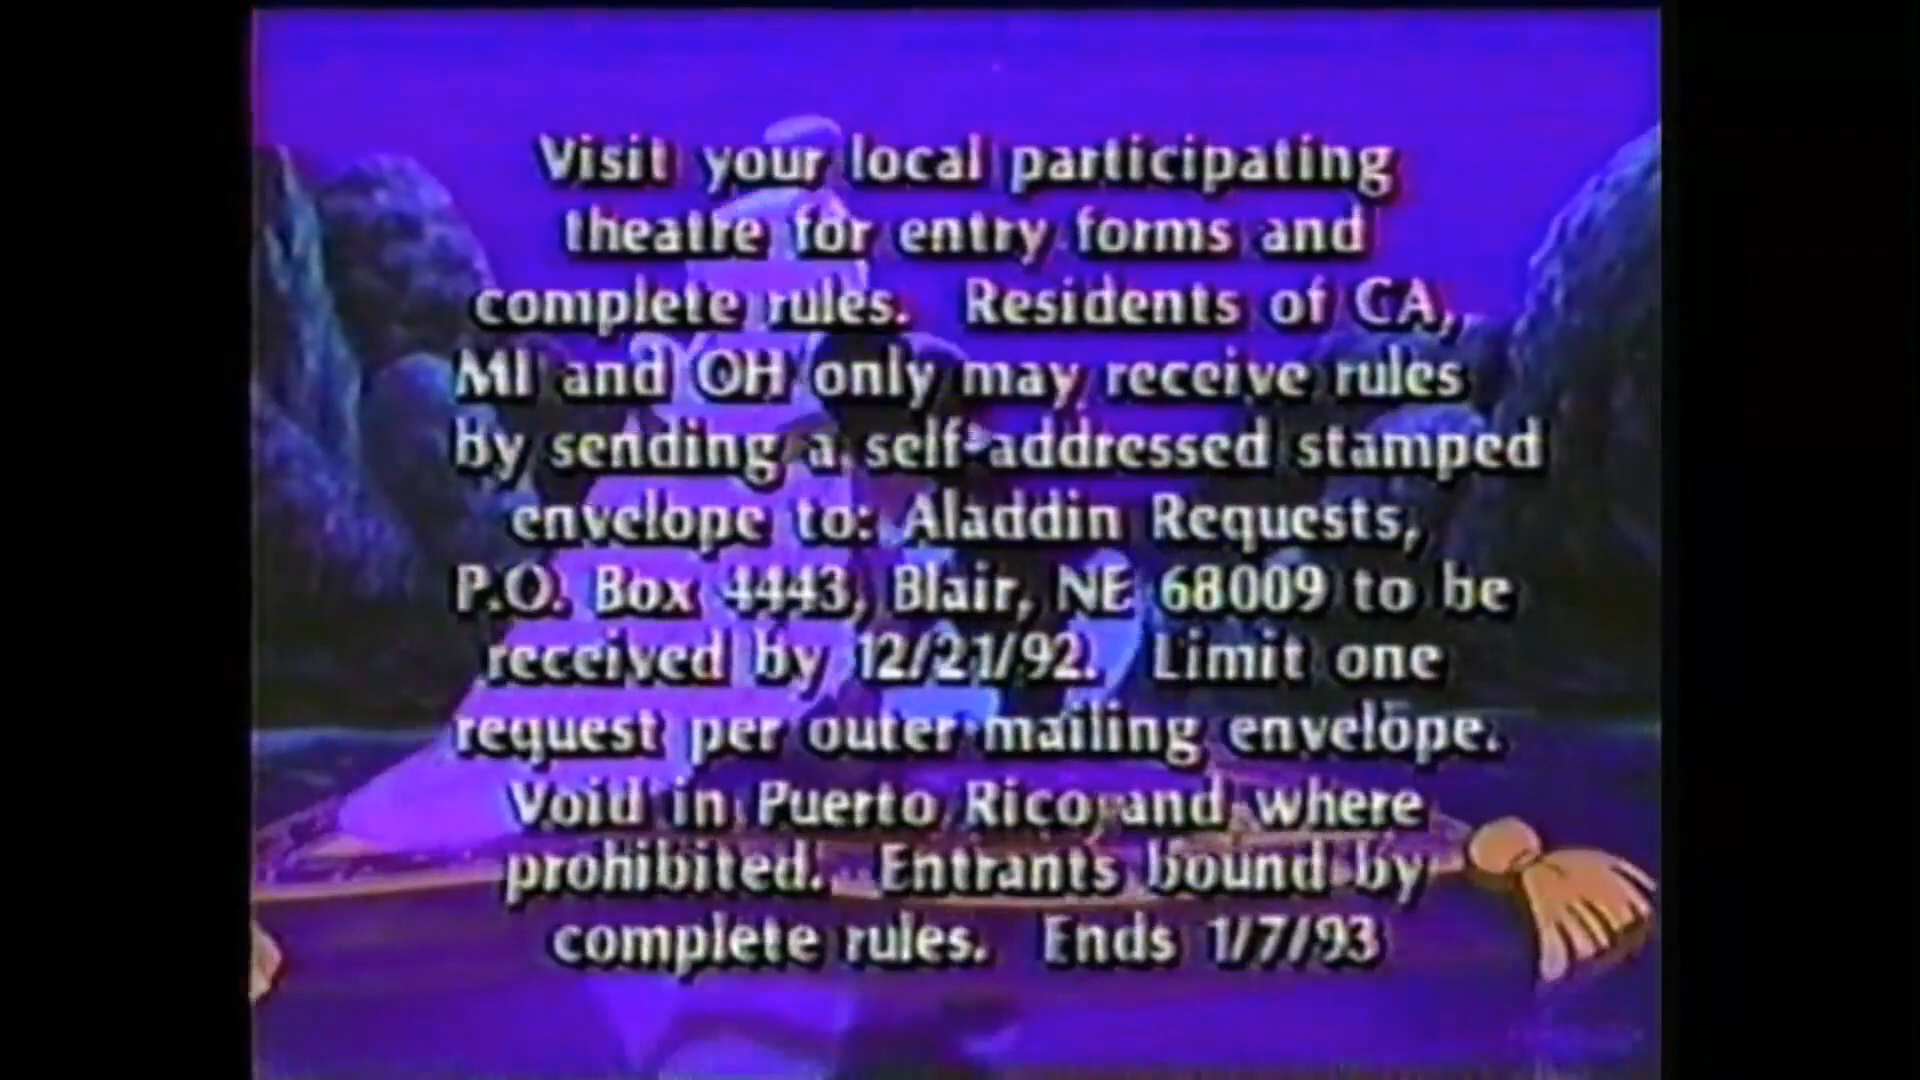 Visit your local participating
theatre for entry forms and
complete rules. Residents of CA,
MI and OH only may receive rules
by sending a self-addressed stamped
envelope to: Aladdin Requests,
P.O. Box 4443, Blair, NE 68009 to be
received by 12/21/92. Limit one
request per outer mailing envelope.
Void in Puerto Rico and where
prohibited. Entrants bound by
complete rules. Ends 1/7/93